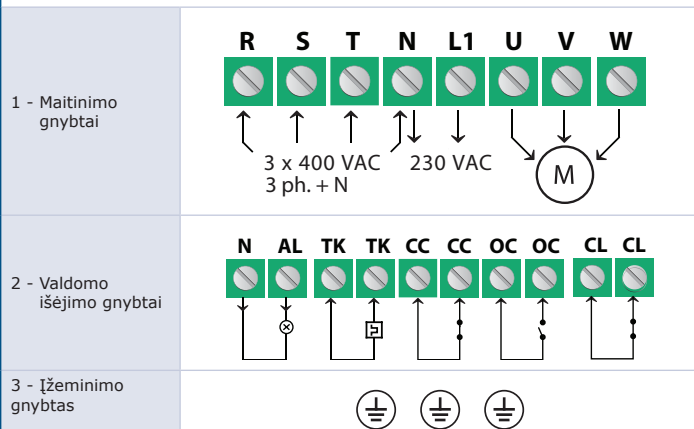 R S T N L1 U V W
1 - Maitinimo
gnybtai
3 x 400 VAC 230 VAC
3 ph. + N
M
N AL TK TK CC CC OC OC CL CL
2 - Valdomo
išėjimo gnybtai
3 - Įžeminimo
gnybtas